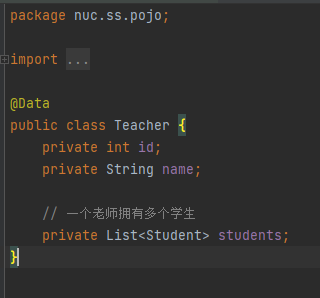 package nuc.ss.pojo;
import ...
@Data
public class Teacher {
private int id;
private String name;
// 一个老师拥有多个学生
private List<Student> students;
}